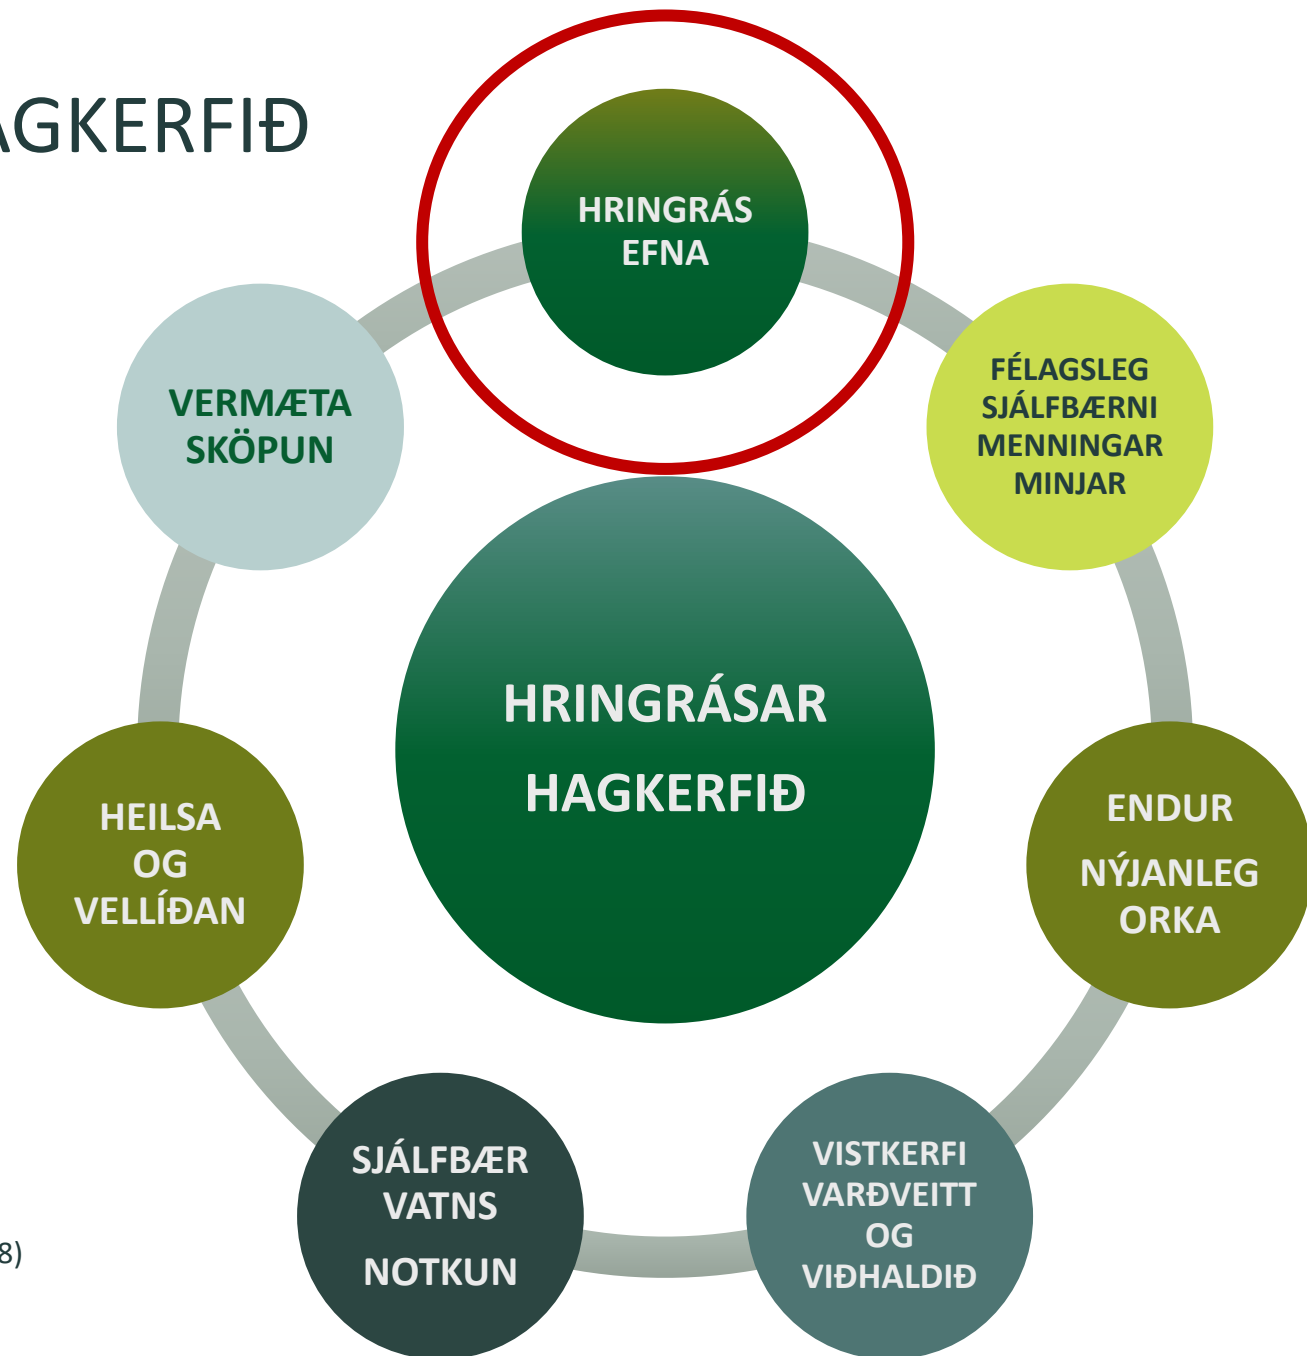 AGKERFIÐ
HRINGRÁS
EFNA
FÉLAGSLEG
SJÁLFBÆRNI
MENNINGAR
MINJAR
ENDUR
NÝJANLEG
ORKA
VISTKERFI
VARÐVEITT
OG
VIÐHALDIÐ
SJÁLFBÆR
VATNS
NOTKUN
HEILSA
OG
VELLÍÐAN
VERMÆTA
SKÖPUN
HRINGRÁSAR
HAGKERFIÐ
8)